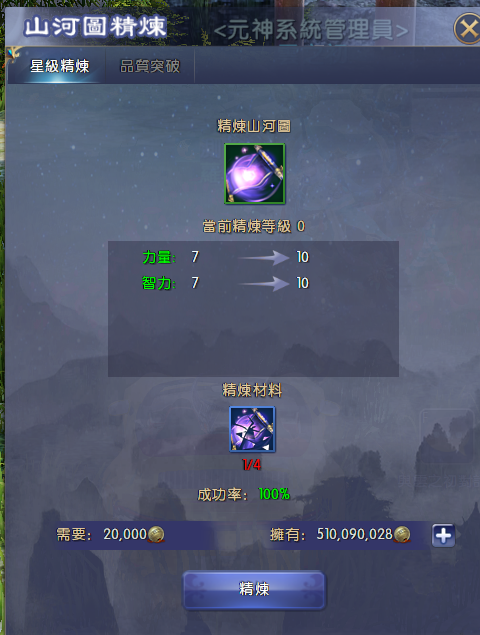 山河圖精煉
<元神系統管理員>
星級精煉 品質突破
精煉山河圖
當前精煉等級 0
力量: 7 10
智力: 7 10
精煉材料
1/4
成功率: 100%
需要: 20,000 擁有: 510,090,028
精煉